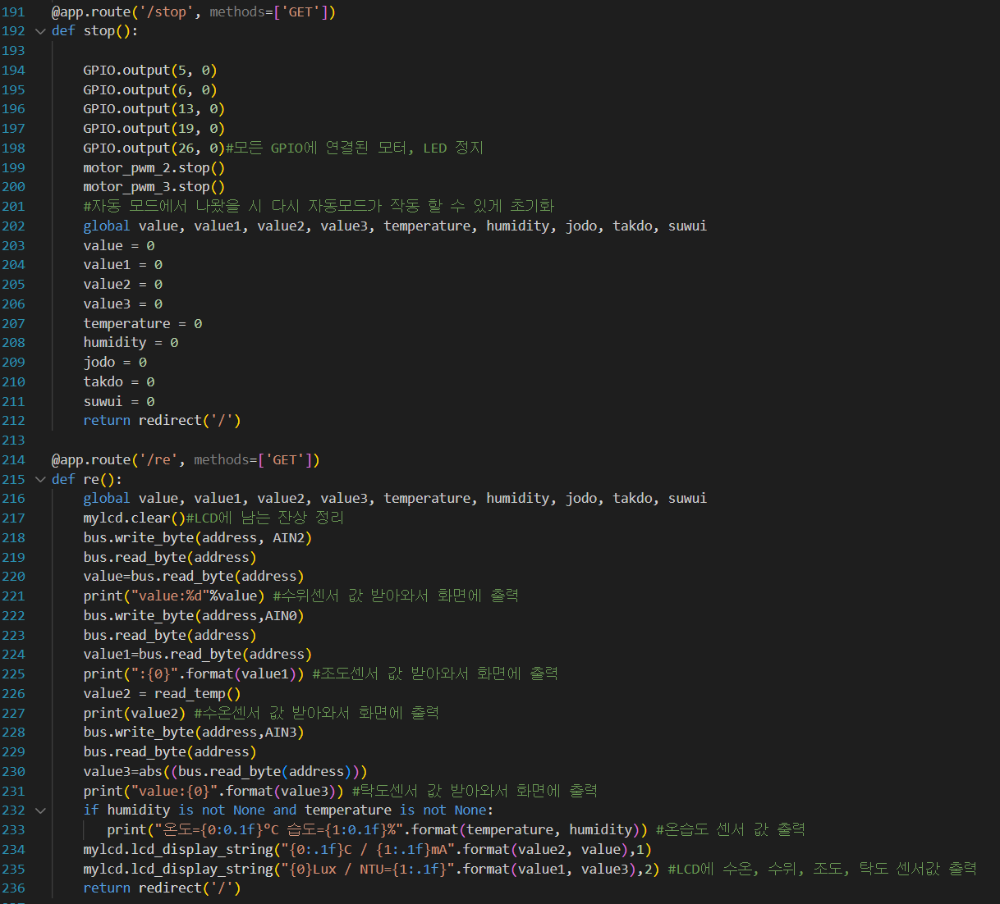 191 @app.route('/stop', methods=['GET'])
192 def stop():
193
194 GPIO.output(5, 0)
195 GPIO.output(6, 0)
196 GPIO.output(13, 0)
197 GPIO.output(19, 0)
198 GPIO.output(26, 0)#모든 GPIO에 연결된 모터, LED 정지
199 motor_pwm_2.stop()
200 motor_pwm_3.stop()
201 #자동 모드에서 나왔을 시 다시 자동모드가 작동 할 수 있게 초기화
202 global value, value1, value2, value3, temperature, humidity, jodo, takdo, suwui
203 value = 0
204 value1 = 0
205 value2 = 0
206 value3 = 0
207 temperature = 0
208 humidity = 0
209 jodo = 0
210 takdo = 0
211 suwui = 0
212 return redirect('/')
213
214 @app.route('/re', methods=['GET'])
215 def re():
216 global value, value1, value2, value3, temperature, humidity, jodo, takdo, suwui
217 mylcd.clear()#LCD에 남는 잔상 정리
218 bus.write_byte(address, AIN2)
219 bus.read_byte(address)
220 value=bus.read_byte(address)
221 print("value:%d"%value) #수위센서 값 받아와서 화면에 출력
222 bus.write_byte(address,AIN0)
223 bus.read_byte(address)
224 value1=bus.read_byte(address)
225 print(":{0}".format(value1)) #조도센서 값 받아와서 화면에 출력
226 value2 = read_temp()
227 print(value2) #수온센서 값 받아와서 화면에 출력
228 bus.write_byte(address,AIN3)
229 bus.read_byte(address)
230 value3=abs((bus.read_byte(address)))
231 print("value:{0}".format(value3)) #탁도센서 값 받아와서 화면에 출력
232 if humidity is not None and temperature is not None:
233 print("온도={0:0.1f}ºC 습도={1:0.1f}%".format(temperature, humidity)) #온습도 센서 값 출력
234 mylcd.lcd_display_string("{0:.1f}C / {1:.1f}mA".format(value2, value),1)
235 mylcd.lcd_display_string("{0}Lux / NTU={1:.1f}".format(value1, value3),2) #LCD에 수온, 수위, 조도, 탁도 센서값 출력
236 return redirect('/')